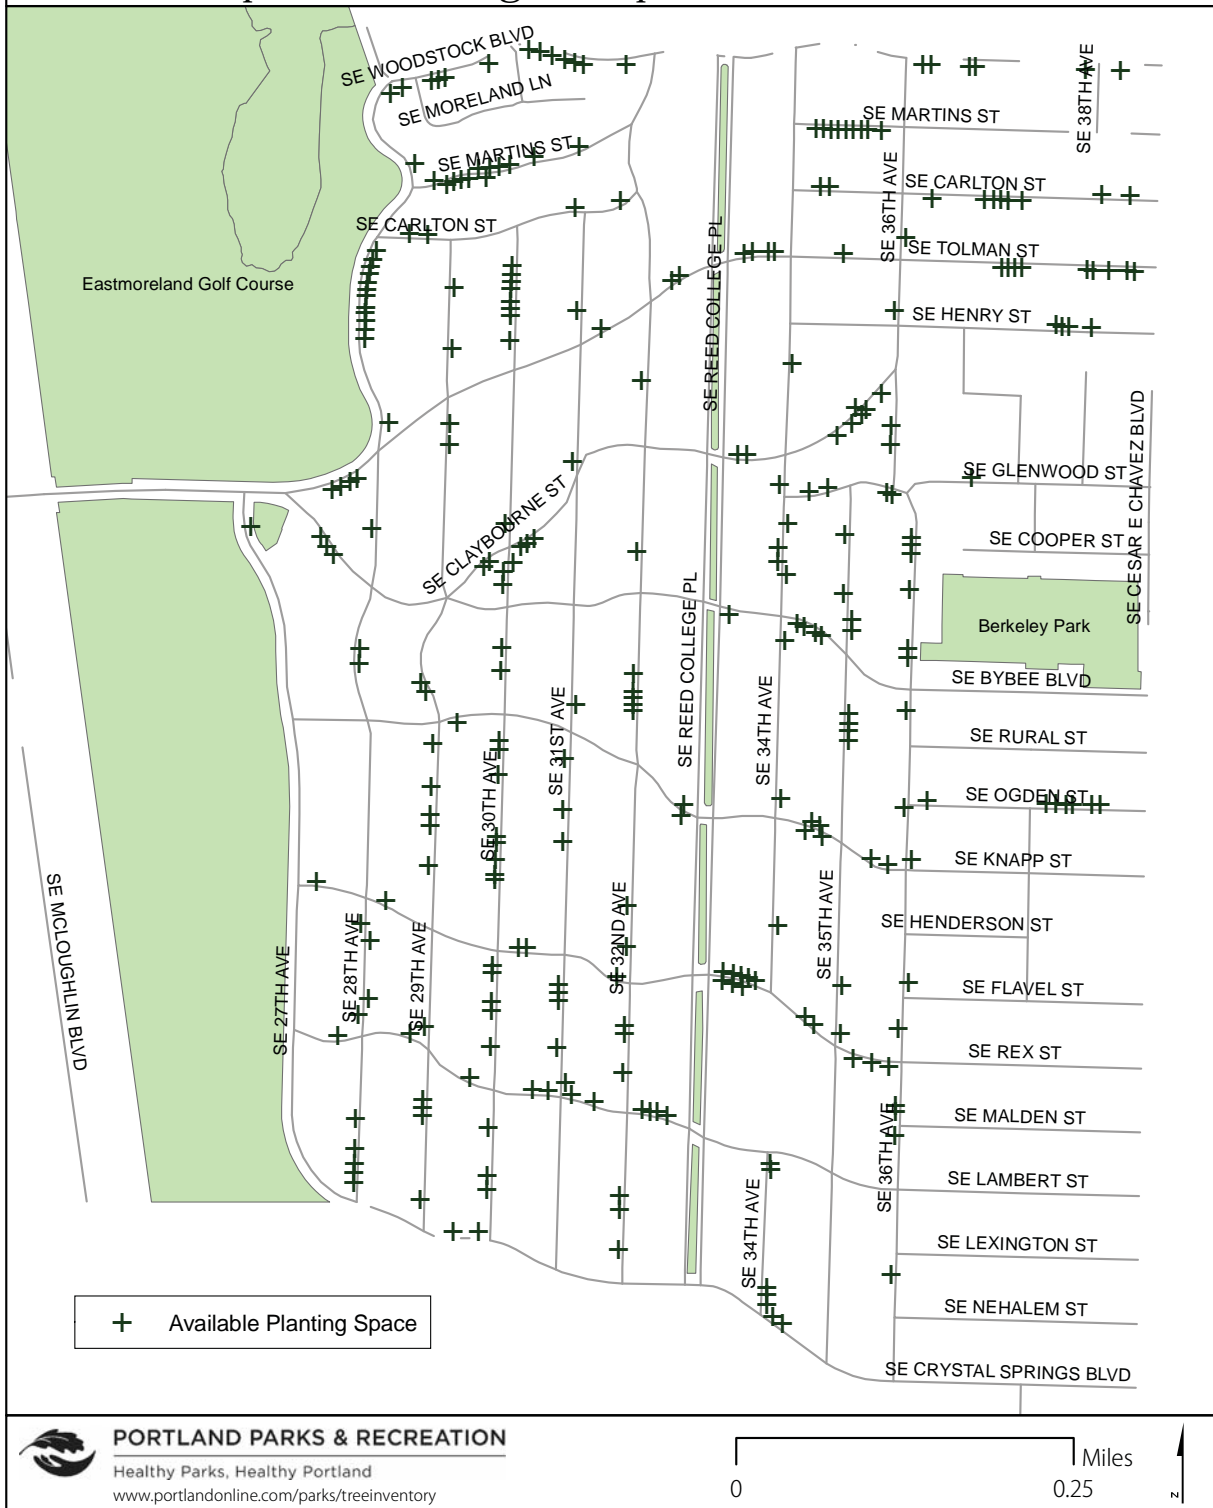 SE WOODSTOCK BLVD
SE MORELAND LN
SE 38TH AVE
SE MARTINS ST
SE MARTINS ST
SE 36TH AVE
SE CARLTON ST
SE CARLTON ST
SE REED COLLEGE PL
SE TOLMAN ST
Eastmoreland Golf Course
SE HENRY ST
SE CESAR E CHAVEZ BLVD
SE GLENWOOD ST
SE CLAYBOURNE ST
SE COOPER ST
SE REED COLLEGE PL
Berkeley Park
SE BYBEE BLVD
SE 34TH AVE
SE 31ST AVE
SE RURAL ST
SE 30TH AVE
SE OGDEN ST
SE KNAPP ST
SE MCLOUGHLIN BLVD
SE 35TH AVE
SE 32ND AVE
SE HENDERSON ST
SE 28TH AVE
SE 29TH AVE
SE 27TH AVE
SE FLAVEL ST
SE REX ST
SE MALDEN ST
SE 36TH AVE
SE LAMBERT ST
SE 34TH AVE
SE LEXINGTON ST
SE NEHALEM ST
Available Planting Space
SE CRYSTAL SPRINGS BLVD
PORTLAND PARKS & RECREATION
Healthy Parks, Healthy Portland
www.portlandonline.com/parks/treeinventory
Miles
0
0.25
z